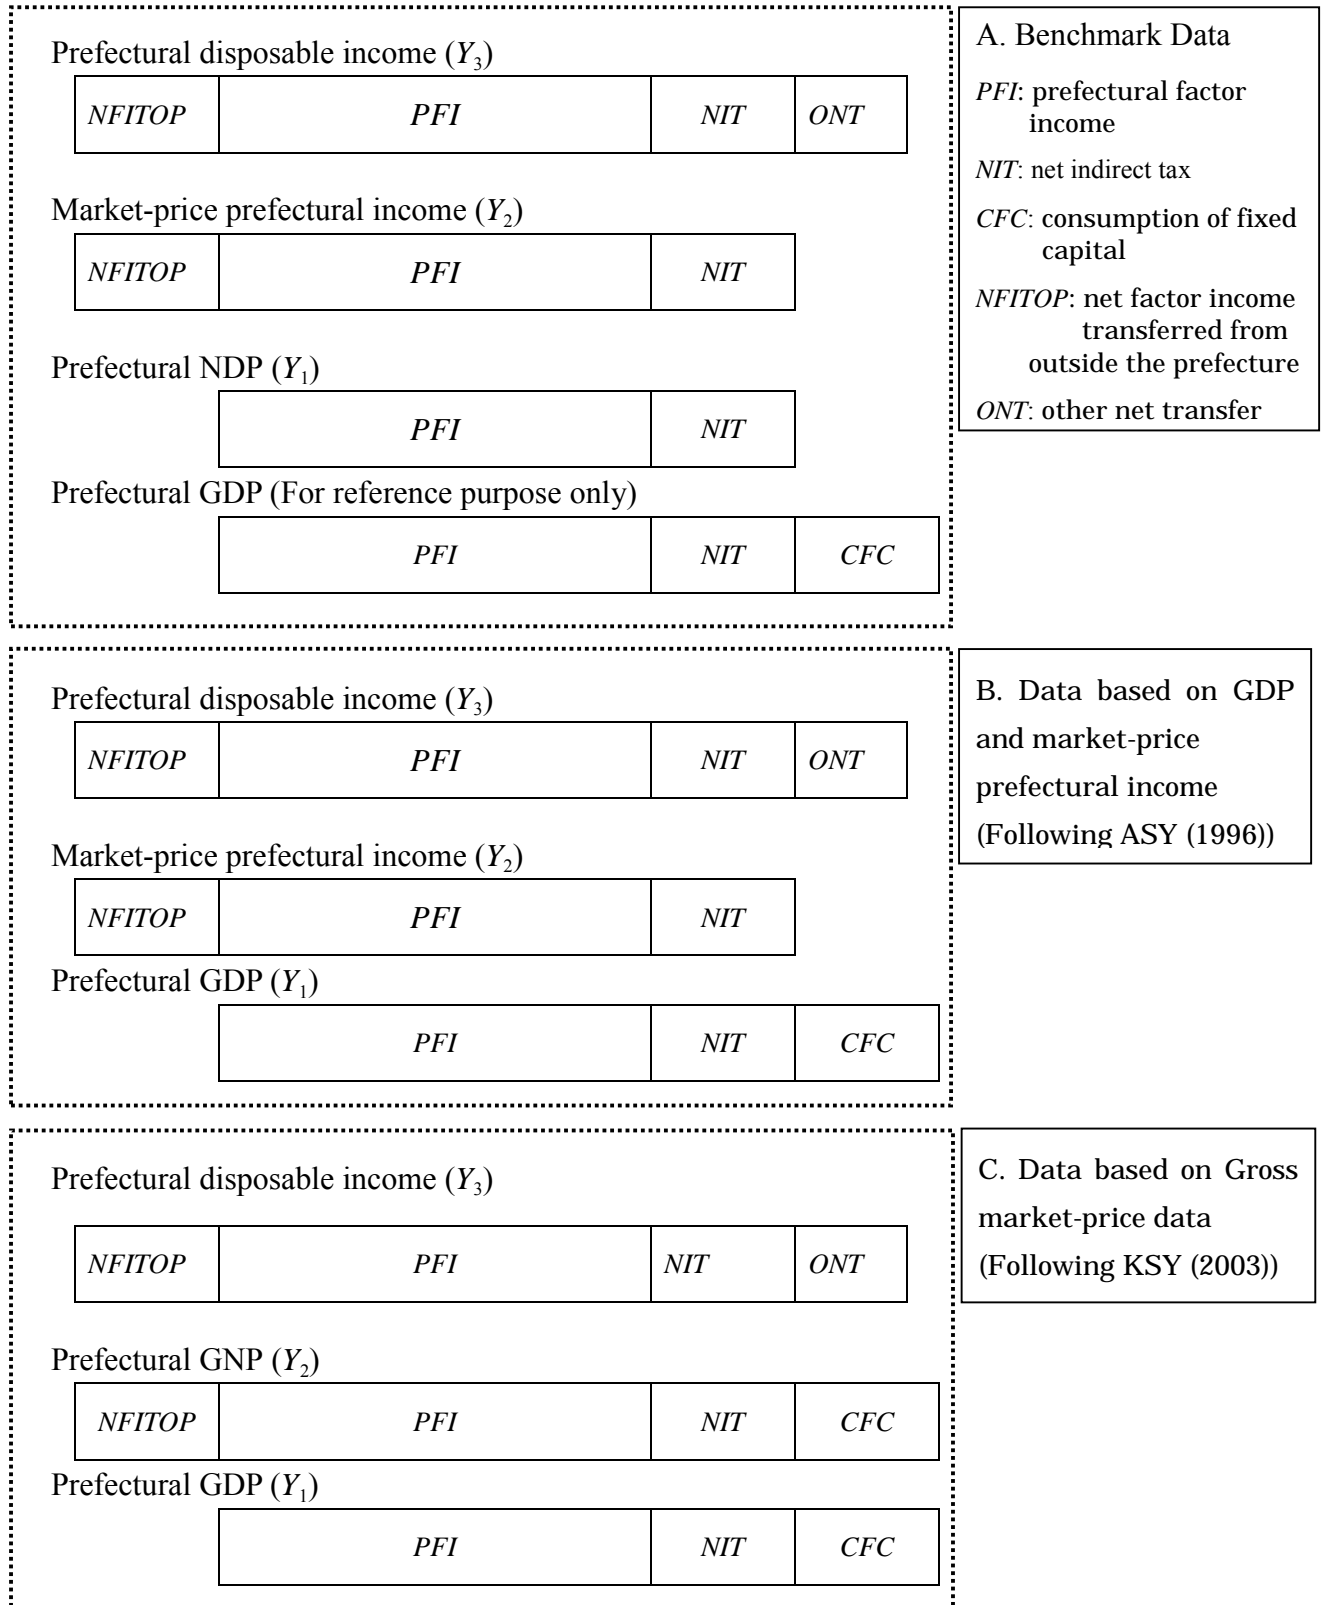 Prefectural disposable income (Y3)
NFITOP PFI NIT ONT
Market-price prefectural income (Y2)
NFITOP PFI NIT
Prefectural NDP (Y1)
PFI NIT
Prefectural GDP (For reference purpose only)
PFI NIT CFC
A. Benchmark Data
PFI: prefectural factor
income
NIT: net indirect tax
CFC: consumption of fixed
capital
NFITOP: net factor income
transferred from
outside the prefecture
ONT: other net transfer
Prefectural disposable income (Y3)
NFITOP PFI NIT ONT
Market-price prefectural income (Y2)
NFITOP PFI NIT
Prefectural GDP (Y1)
PFI NIT CFC
B. Data based on GDP
and market-price
prefectural income
(Following ASY (1996))
Prefectural disposable income (Y3)
NFITOP PFI NIT ONT
Prefectural GNP (Y2)
NFITOP PFI NIT CFC
Prefectural GDP (Y1)
PFI NIT CFC
C. Data based on Gross
market-price data
(Following KSY (2003))